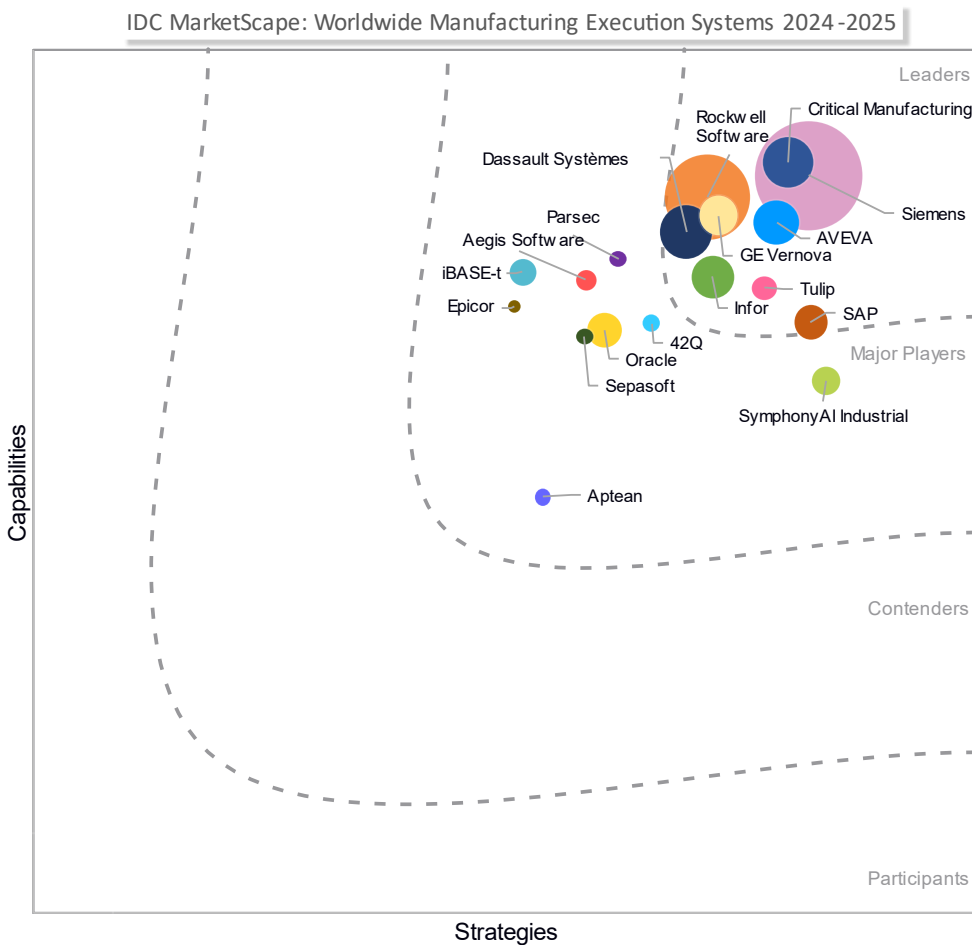 IDC MarketScape: Worldwide Manufacturing Execution Systems 2024-2025
Leaders
Critical Manufacturing
Rockwell
Software
Dassault Systèmes
Siemens
Parsec
AVEVA
Aegis Software
GE Vernova
iBASE-t
Tulip
Epicor
Infor
SAP
42Q
Major Players
Oracle
Sepasoft
SymphonyAI Industrial
Capabilities
Aptean
Contenders
Participants
Strategies